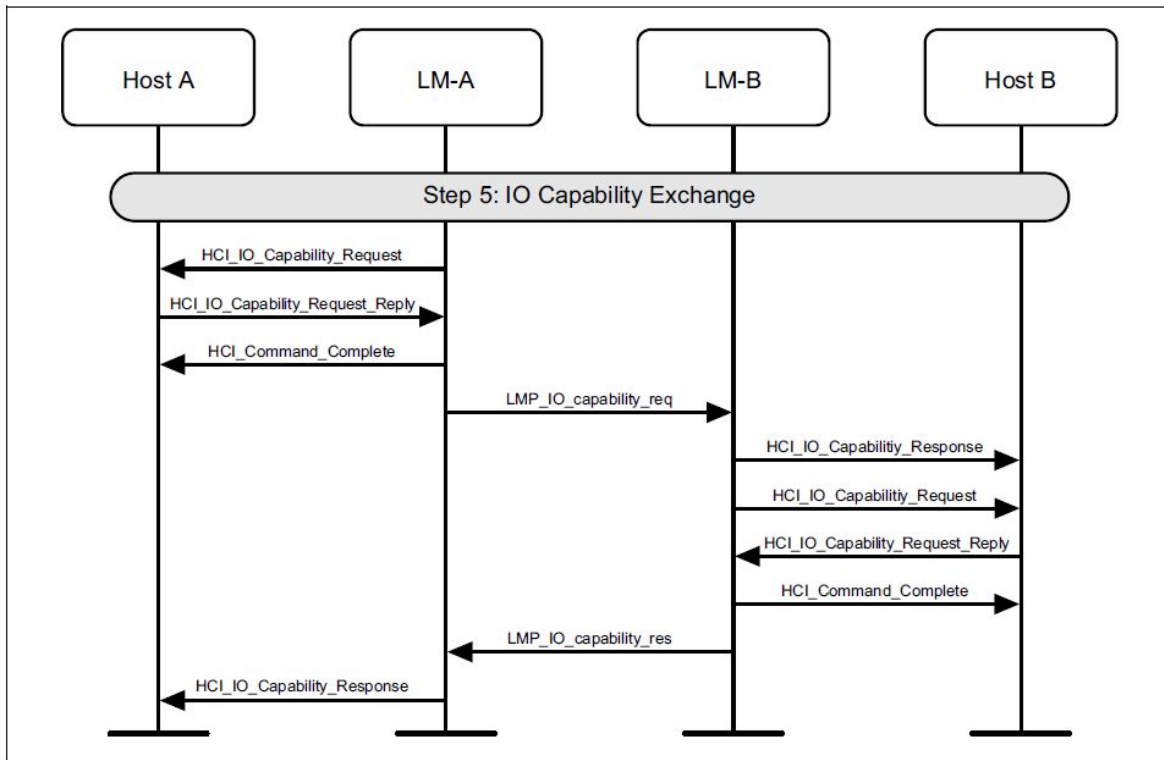 Host A
LM-A
LM-B
Host B
Step 5: IO Capability Exchange
HCI_IO_Capability_Request
HCI_IO_Capability_Request_Reply
HCI_Command_Complete
LMP_IO_capability_req
HCI_IO_Capabilitiy_Response
HCI_IO_Capabilitiy_Request
HCI_IO_Capability_Request_Reply
HCI_Command_Complete
LMP_IO_capability_res
HCI_IO_Capability_Response